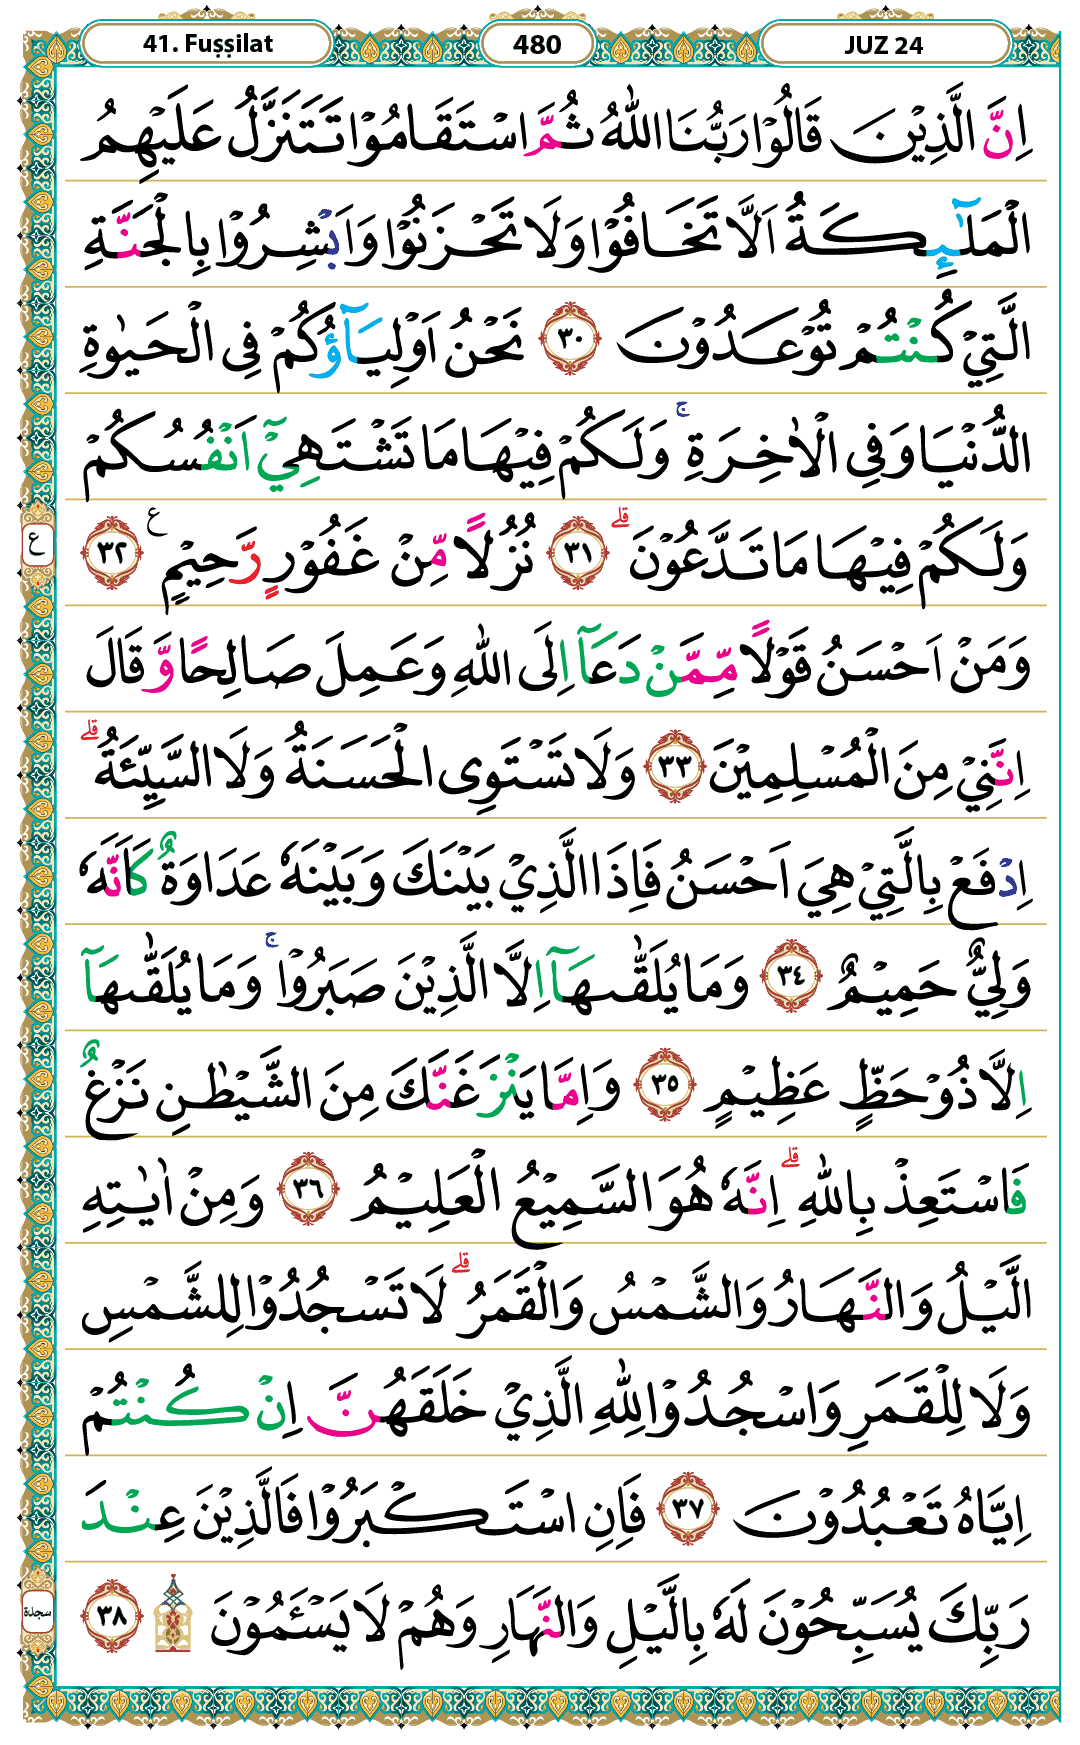 41. Fuṣṣilat 480 JUZ 24
اِنَّ الَّذِيْنَ قَالُوْا رَبُّنَا اللّٰهُ ثُمَّ اسْتَقَامُوْا تَتَنَزَّلُ عَلَيْهِمُ
الْمَلٰۤىِٕكَةُ اَلَّا تَخَافُوْا وَلَا تَحْزَنُوْا وَاَبْشِرُوْا بِالْجَنَّةِ
الَّتِيْ كُنْتُمْ تُوْعَدُوْنَ ٣٠ نَحْنُ اَوْلِيَاۤؤُكُمْ فِى الْحَيٰوةِ
الدُّنْيَا وَفِى الْاٰخِرَةِ ۚ وَلَكُمْ فِيْهَا مَا تَشْتَهِيْٓ اَنْفُسُكُمْ
وَلَكُمْ فِيْهَا مَا تَدَّعُوْنَ ۗ ٣١ نُزُلًا مِّنْ غَفُوْرٍ رَّحِيْمٍ ع ٣٢
ع
وَمَنْ اَحْسَنُ قَوْلًا مِّمَّنْ دَعَآ اِلَى اللّٰهِ وَعَمِلَ صَالِحًا وَّقَالَ
اِنَّنِيْ مِنَ الْمُسْلِمِيْنَ ٣٣ وَلَا تَسْتَوِى الْحَسَنَةُ وَلَا السَّيِّئَةُ ۗ
اِدْفَعْ بِالَّتِيْ هِيَ اَحْسَنُ فَاِذَا الَّذِيْ بَيْنَكَ وَبَيْنَهٗ عَدَاوَةٌ كَاَنَّهٗ
وَلِيٌّ حَمِيْمٌ ٣٤ وَمَا يُلَقّٰىهَآ اِلَّا الَّذِيْنَ صَبَرُوْا ۚ وَمَا يُلَقّٰىهَآ
اِلَّا ذُوْ حَظٍّ عَظِيْمٍ ٣٥ وَاِمَّا يَنْزَغَنَّكَ مِنَ الشَّيْطٰنِ نَزْغٌ
فَاسْتَعِذْ بِاللّٰهِ ۗ اِنَّهٗ هُوَ السَّمِيْعُ الْعَلِيْمُ ٣٦ وَمِنْ اٰيٰتِهِ
الَّيْلُ وَالنَّهَارُ وَالشَّمْسُ وَالْقَمَرُ ۗ لَا تَسْجُدُوْا لِلشَّمْسِ
وَلَا لِلْقَمَرِ وَاسْجُدُوْا لِلّٰهِ الَّذِيْ خَلَقَهُنَّ اِنْ كُنْتُمْ
اِيَّاهُ تَعْبُدُوْنَ ٣٧ فَاِنِ اسْتَكْبَرُوْا فَالَّذِيْنَ عِنْدَ
رَبِّكَ يُسَبِّحُوْنَ لَهٗ بِالَّيْلِ وَالنَّهَارِ وَهُمْ لَا يَسْـَٔمُوْنَ ۩ ٣٨
سجدة